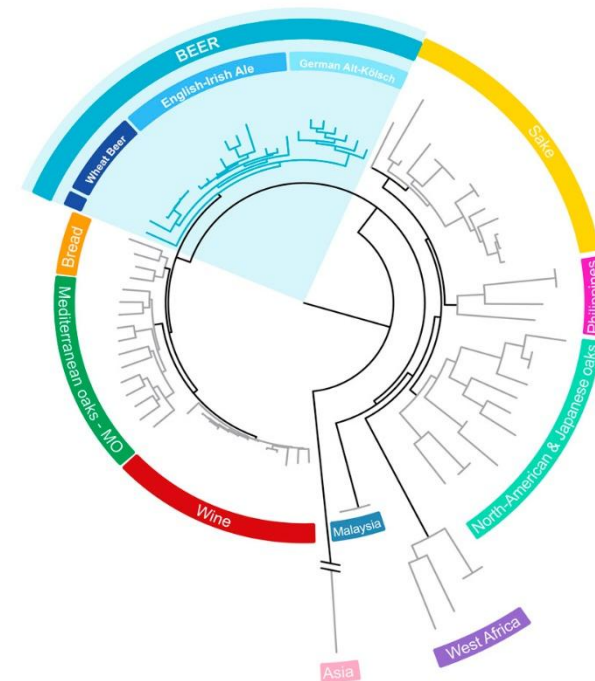 BEER
Wheat Beer
English-Irish Ale
German Alt-Kölsch
Sake
Philippines
North-American & Japanese oaks
West Africa
Malaysia
Asia
Wine
Mediterranean oaks - MO
Bread